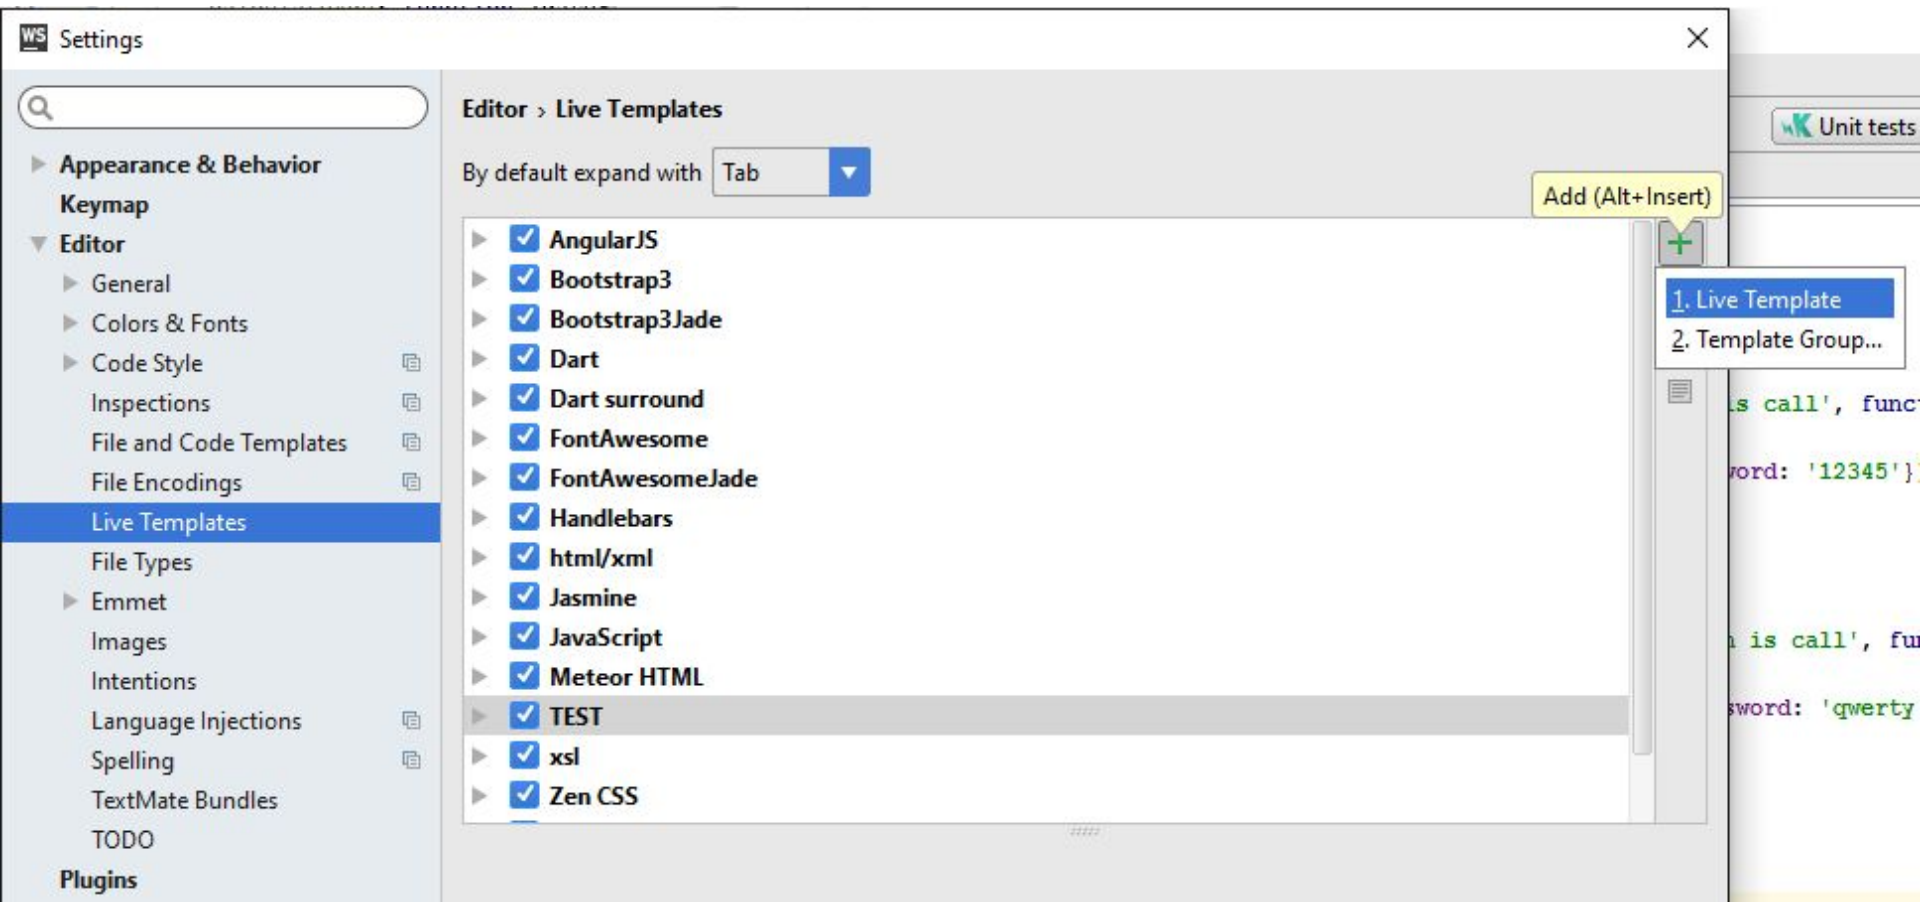 WS Settings
Editor › Live Templates
By default expand with Tab
Add (Alt+Insert)
Unit tests
Appearance & Behavior
Keymap
Editor
General
Colors & Fonts
Code Style
Inspections
File and Code Templates
File Encodings
Live Templates
File Types
Emmet
Images
Intentions
Language Injections
Spelling
TextMate Bundles
TODO
Plugins
AngularJS
Bootstrap3
Bootstrap3Jade
Dart
Dart surround
FontAwesome
FontAwesomeJade
Handlebars
html/xml
Jasmine
JavaScript
Meteor HTML
TEST
xsl
Zen CSS
1. Live Template
2. Template Group...
is call', func
word: '12345'}
is call', fu
sword: 'qwerty